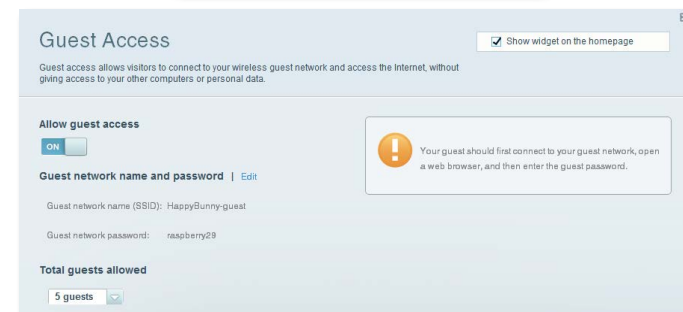 Guest Access
Show widget on the homepage
Guest access allows visitors to connect to your wireless guest network and access the Internet, without
giving access to your other computers or personal data.
Allow guest access
ON
Your guest should first connect to your guest network, open
a web browser, and then enter the guest password.
Guest network name and password | Edit
Guest network name (SSID): HappyBunny-guest
Guest network password: raspberry29
Total guests allowed
5 guests